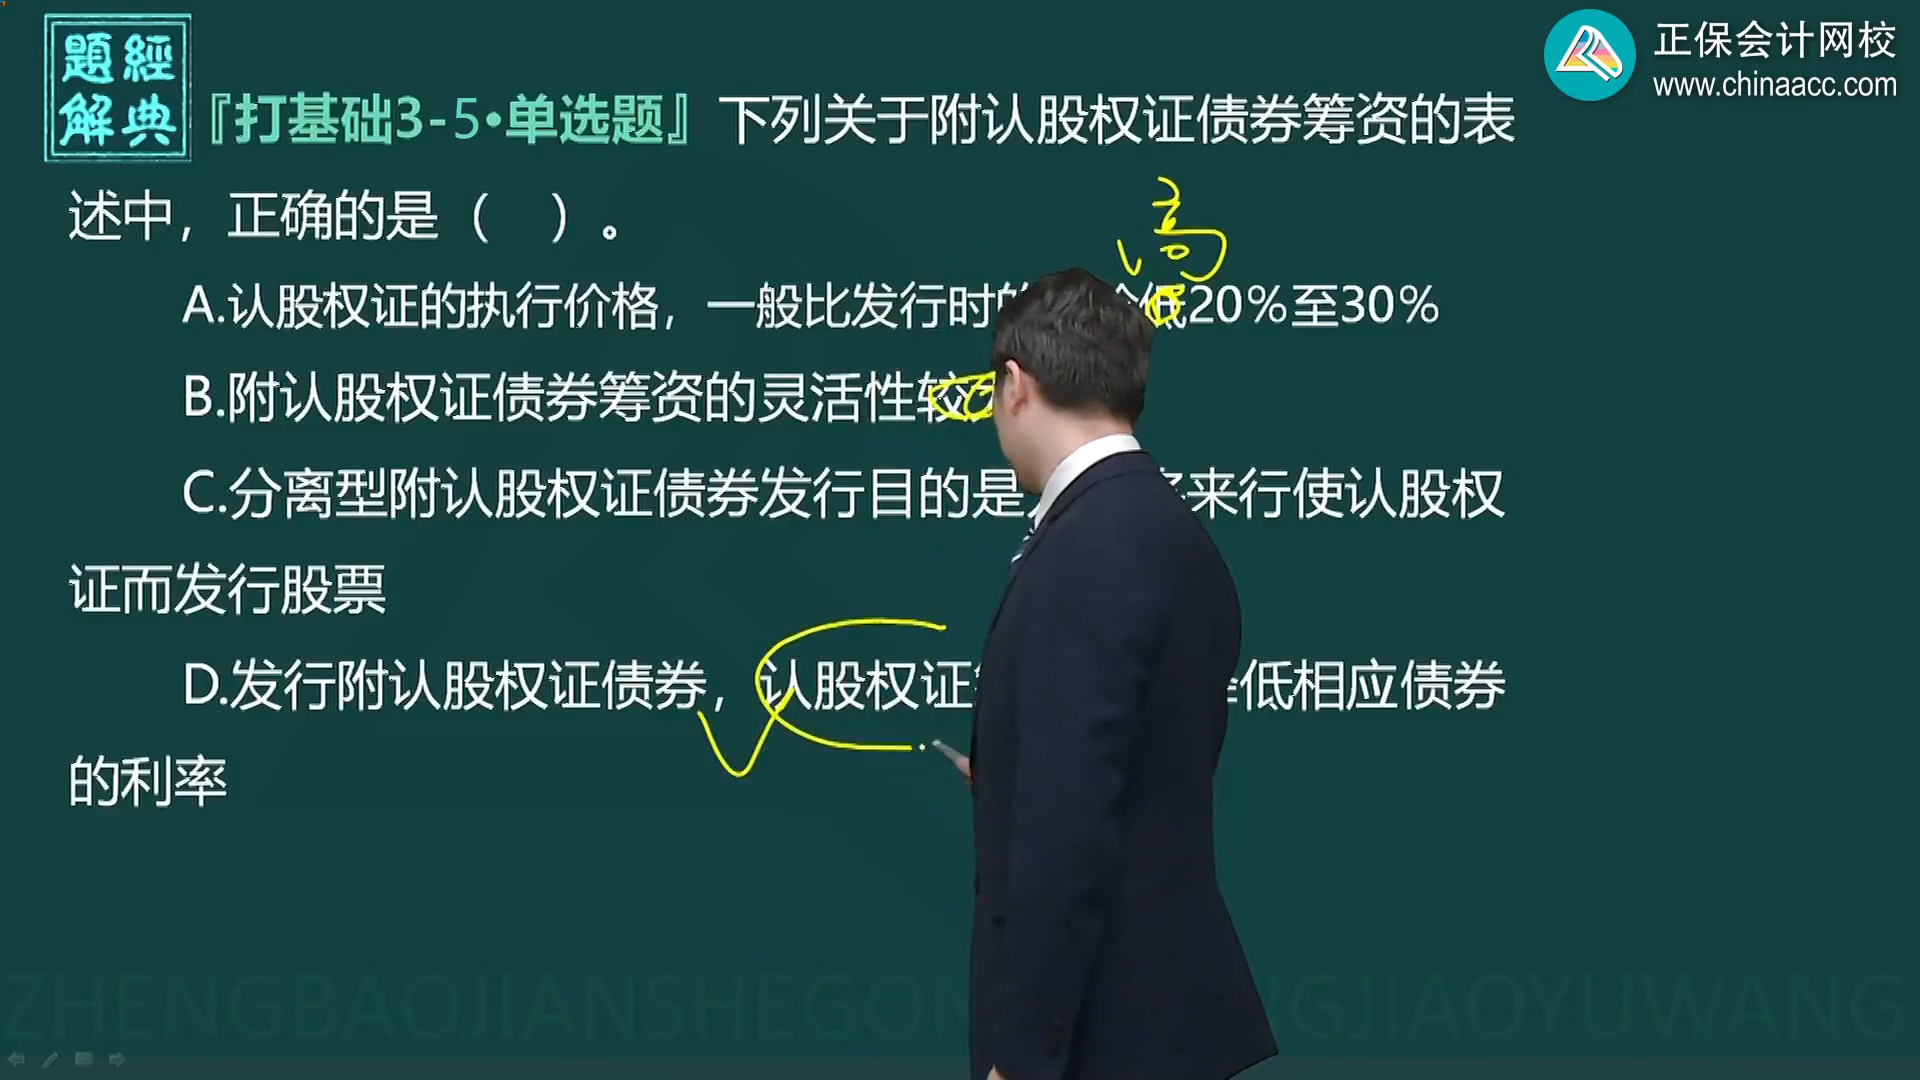 題經
解典
正保会计网校
www.chinaacc.com
『打基础3-5•单选题』下列关于附认股权证债券筹资的表
述中，正确的是（　）。
高
A.认股权证的执行价格，一般比发行时的 低20%至30%
B.附认股权证债券筹资的灵活性较
C.分离型附认股权证债券发行目的是 来行使认股权
证而发行股票
D.发行附认股权证债券，认股权证 低相应债券
的利率